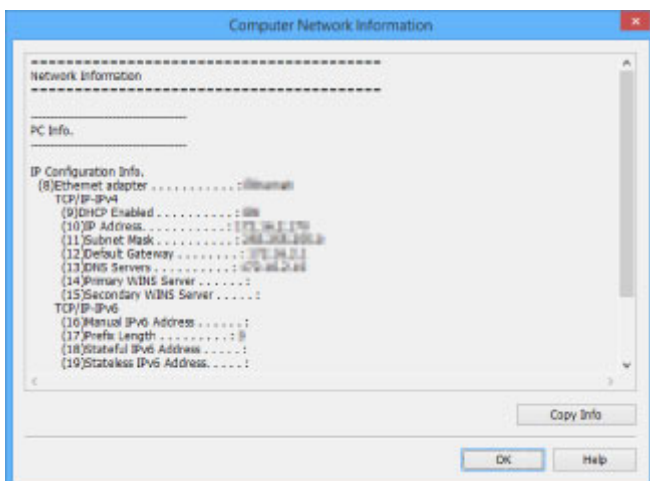 Computer Network Information
========================================
Network Information
========================================
--------------------------
PC Info.
--------------------------
IP Configuration Info.
(8)Ethernet adapter . . . . . . . . . . . :
TCP/IP-IPv4
(9)DHCP Enabled . . . . . . . . . . :
(10)IP Address. . . . . . . . . . . :
(11)Subnet Mask . . . . . . . . . . :
(12)Default Gateway . . . . . . . . :
(13)DNS Servers . . . . . . . . . . :
(14)Primary WINS Server . . . . . . :
(15)Secondary WINS Server . . . . . :
TCP/IP-IPv6
(16)Manual IPv6 Address . . . . . . :
(17)Prefix Length . . . . . . . . . :
(18)Stateful IPv6 Address . . . . . :
(19)Stateless IPv6 Address. . . . . :
Copy Info
OK
Help